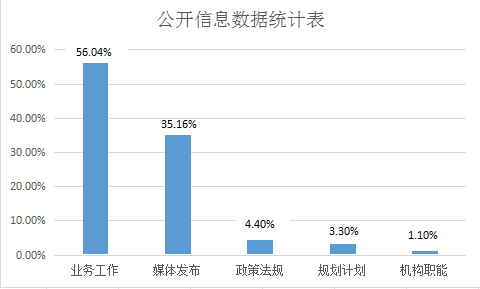 公开信息数据统计表
60.00%
50.00%
40.00%
30.00%
20.00%
10.00%
0.00%
56.04%
35.16%
4.40%
3.30%
1.10%
业务工作
媒体发布
政策法规
规划计划
机构职能